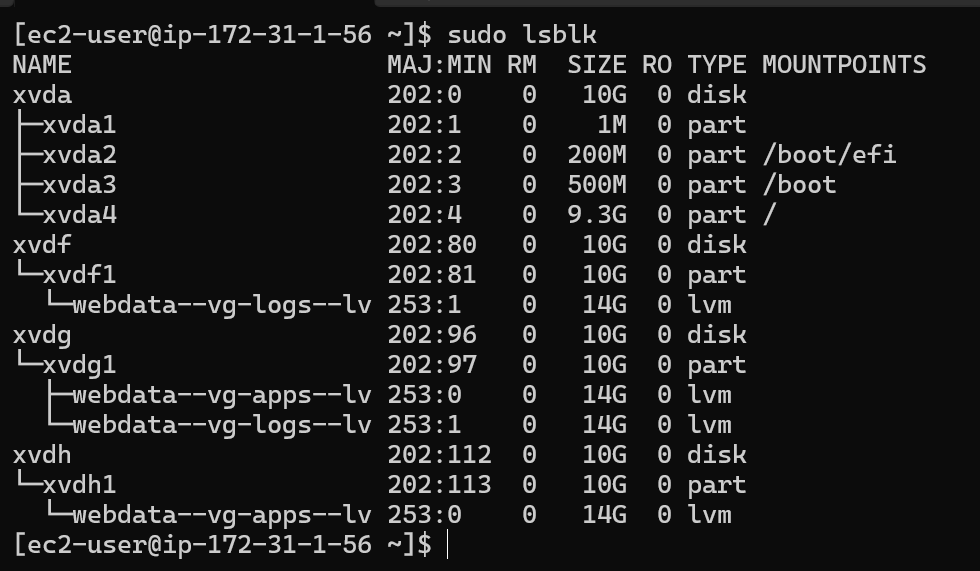 [ec2-user@ip-172-31-1-56 ~]$ sudo lsblk
NAME                     MAJ:MIN RM  SIZE RO TYPE MOUNTPOINTS
xvda                     202:0    0   10G  0 disk
├─xvda1                  202:1    0    1M  0 part
├─xvda2                  202:2    0  200M  0 part /boot/efi
├─xvda3                  202:3    0  500M  0 part /boot
└─xvda4                  202:4    0  9.3G  0 part /
xvdf                     202:80   0   10G  0 disk
└─xvdf1                  202:81   0   10G  0 part
  └─webdata--vg-logs--lv 253:1    0   14G  0 lvm
xvdg                     202:96   0   10G  0 disk
└─xvdg1                  202:97   0   10G  0 part
  ├─webdata--vg-apps--lv 253:0    0   14G  0 lvm
  └─webdata--vg-logs--lv 253:1    0   14G  0 lvm
xvdh                     202:112  0   10G  0 disk
└─xvdh1                  202:113  0   10G  0 part
  └─webdata--vg-apps--lv 253:0    0   14G  0 lvm
[ec2-user@ip-172-31-1-56 ~]$